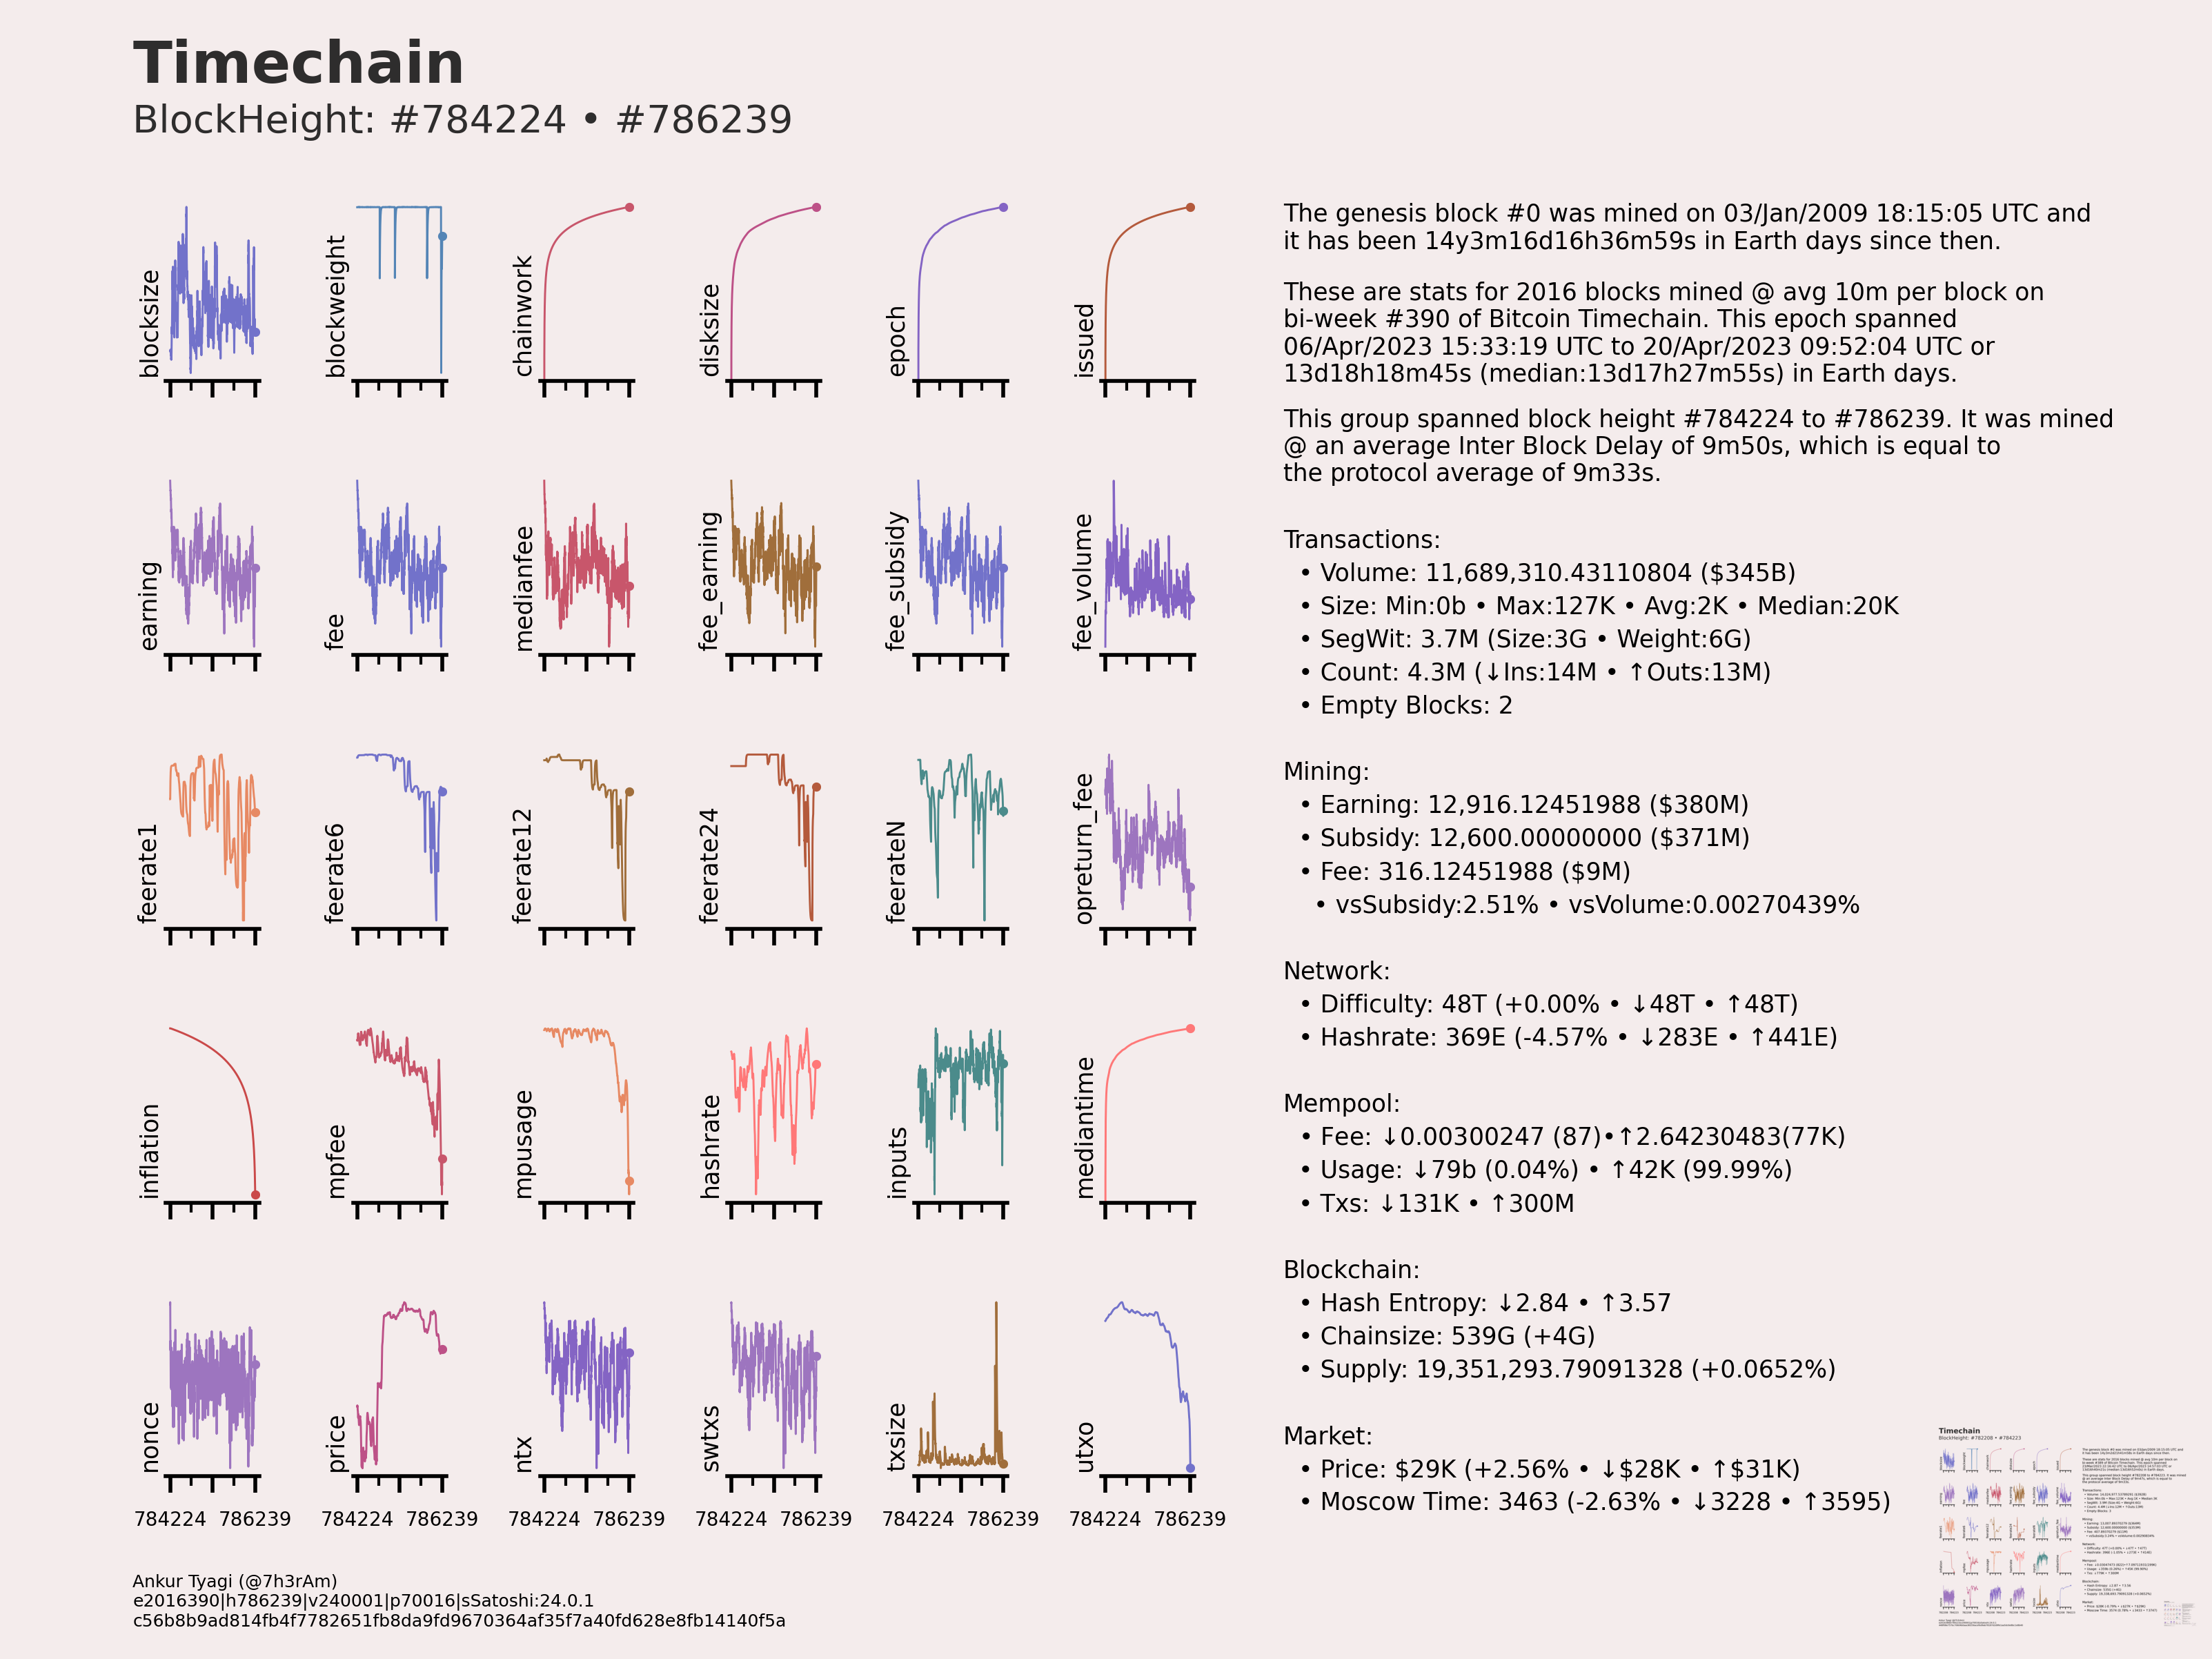 Timechain
BlockHeight: #784224 • #786239
blocksize
blockweight
chainwork
disksize
epoch
issued
earning
fee
medianfee
fee_earning
fee_subsidy
fee_volume
feerate1
feerate6
feerate12
feerate24
feerateN
opreturn_fee
inflation
mpfee
mpusage
hashrate
inputs
mediantime
nonce
price
ntx
swtxs
txsize
utxo
784224 786239 784224 786239 784224 786239 784224 786239 784224 786239 784224 786239
The genesis block #0 was mined on 03/Jan/2009 18:15:05 UTC and
it has been 14y3m16d16h36m59s in Earth days since then.
These are stats for 2016 blocks mined @ avg 10m per block on
bi-week #390 of Bitcoin Timechain. This epoch spanned
06/Apr/2023 15:33:19 UTC to 20/Apr/2023 09:52:04 UTC or
13d18h18m45s (median:13d17h27m55s) in Earth days.
This group spanned block height #784224 to #786239. It was mined
@ an average Inter Block Delay of 9m50s, which is equal to
the protocol average of 9m33s.
Transactions:
• Volume: 11,689,310.43110804 ($345B)
• Size: Min:0b • Max:127K • Avg:2K • Median:20K
• SegWit: 3.7M (Size:3G • Weight:6G)
• Count: 4.3M (↓Ins:14M • ↑Outs:13M)
• Empty Blocks: 2
Mining:
• Earning: 12,916.12451988 ($380M)
• Subsidy: 12,600.00000000 ($371M)
• Fee: 316.12451988 ($9M)
• vsSubsidy:2.51% • vsVolume:0.00270439%
Network:
• Difficulty: 48T (+0.00% • ↓48T • ↑48T)
• Hashrate: 369E (-4.57% • ↓283E • ↑441E)
Mempool:
• Fee: ↓0.00300247 (87)•↑2.64230483(77K)
• Usage: ↓79b (0.04%) • ↑42K (99.99%)
• Txs: ↓131K • ↑300M
Blockchain:
• Hash Entropy: ↓2.84 • ↑3.57
• Chainsize: 539G (+4G)
• Supply: 19,351,293.79091328 (+0.0652%)
Market:
• Price: $29K (+2.56% • ↓$28K • ↑$31K)
• Moscow Time: 3463 (-2.63% • ↓3228 • ↑3595)
Ankur Tyagi (@7h3rAm)
e2016390|h786239|v240001|p70016|sSatoshi:24.0.1
c56b8b9ad814fb4f7782651fb8da9fd9670364af35f7a40fd628e8fb14140f5a
Timechain
BlockHeight: #782208 • #784223